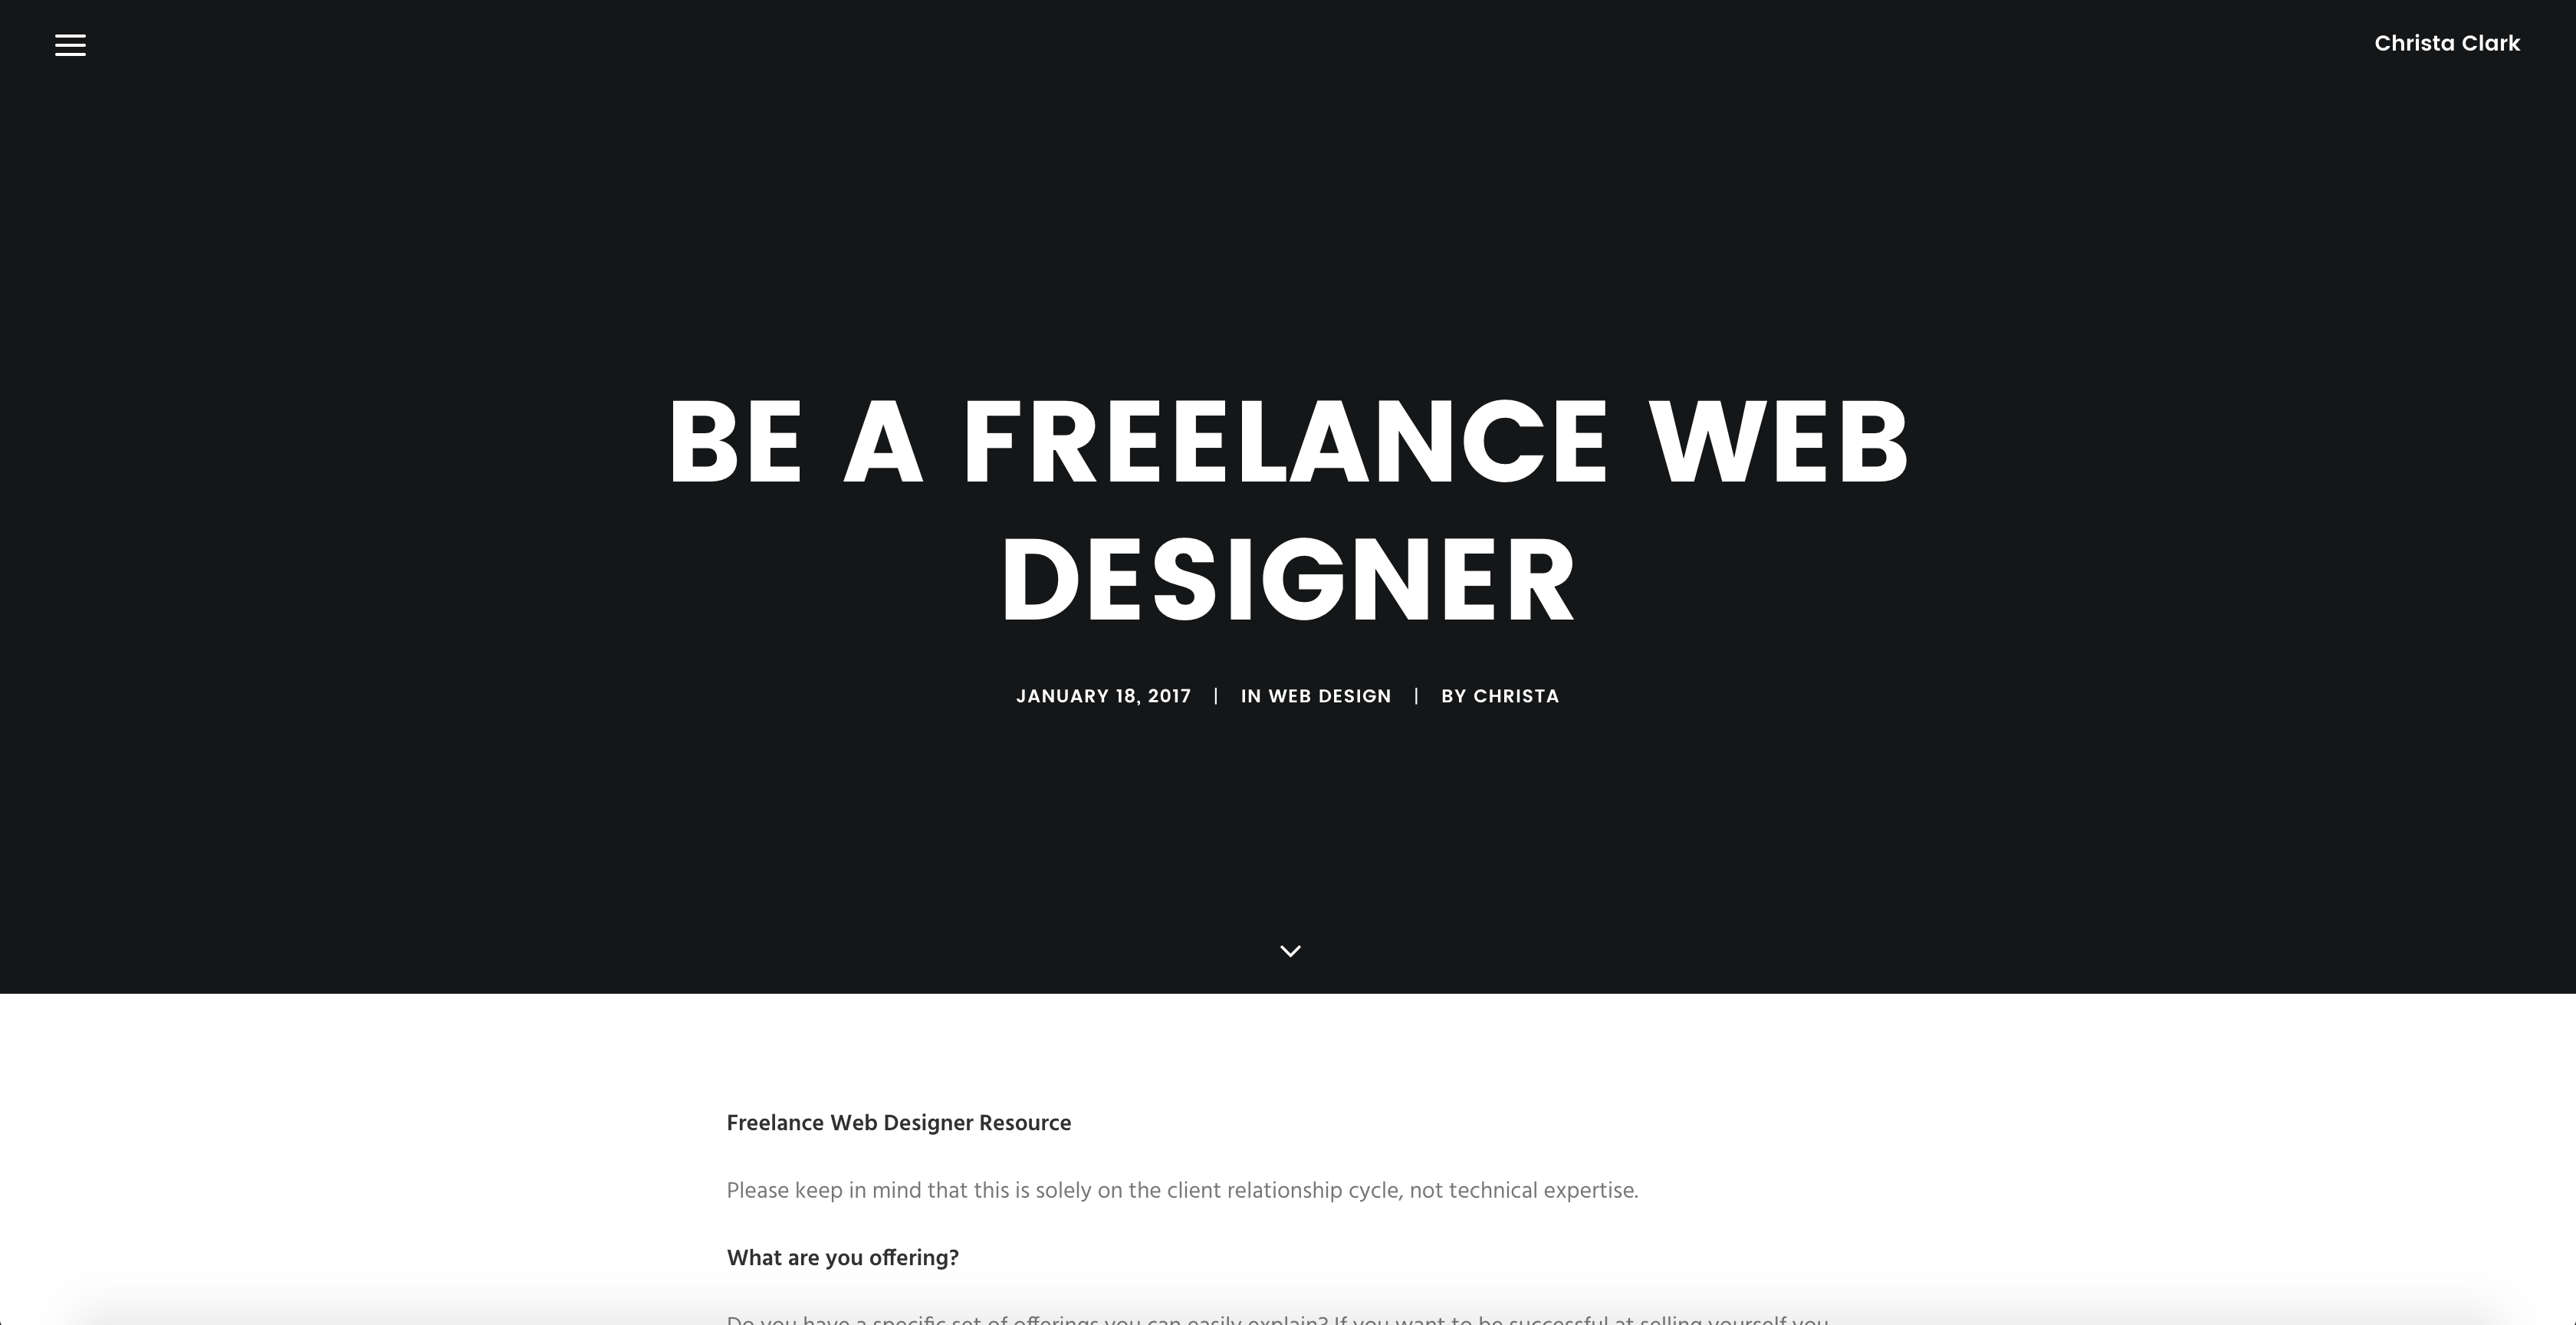 Christa Clark
BE A FREELANCE WEB
DESIGNER
JANUARY 18, 2017 | IN WEB DESIGN | BY CHRISTA
Freelance Web Designer Resource
Please keep in mind that this is solely on the client relationship cycle, not technical expertise.
What are you offering?
Do you have a specific set of offerings you can easily explain? If you want to be successful at selling yourself you